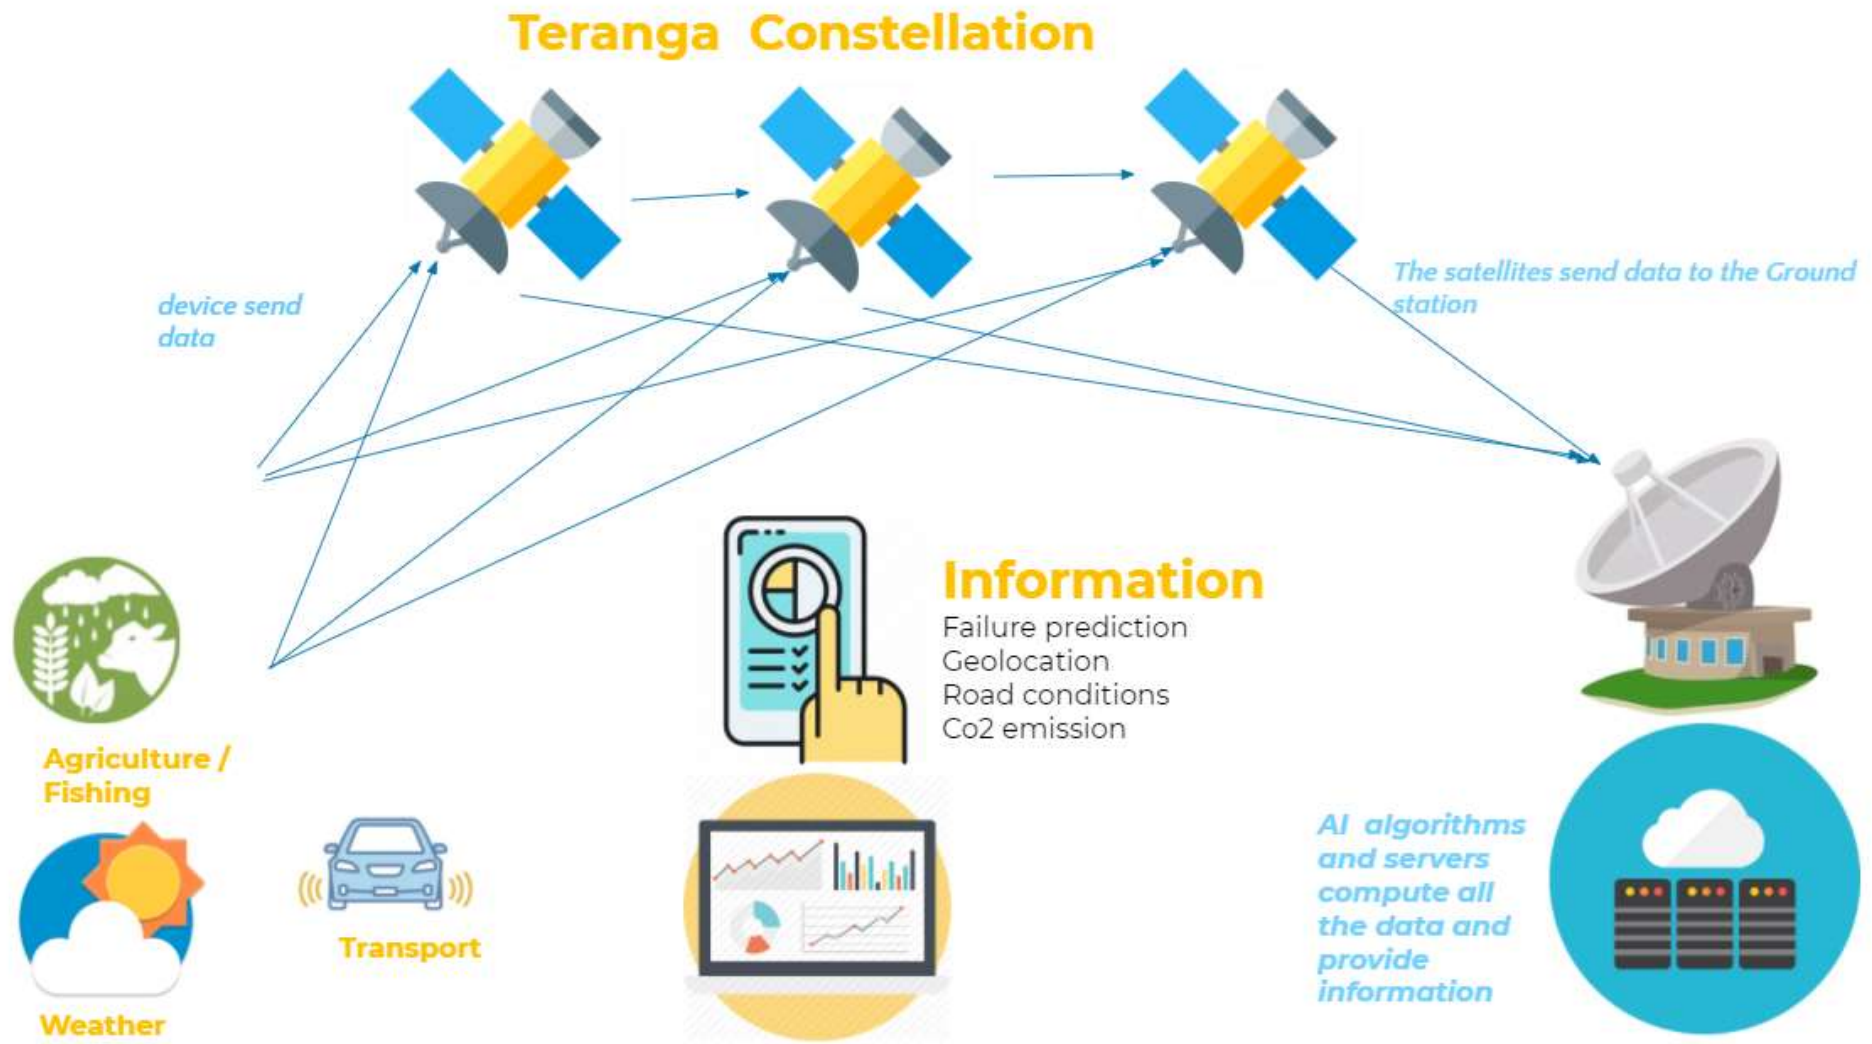 Teranga Constellation
device send
data
The satellites send data to the Ground
station
Information
Failure prediction
Geolocation
Road conditions
Co2 emission
Agriculture /
Fishing
Transport
Weather
AI algorithms
and servers
compute all
the data and
provide
information